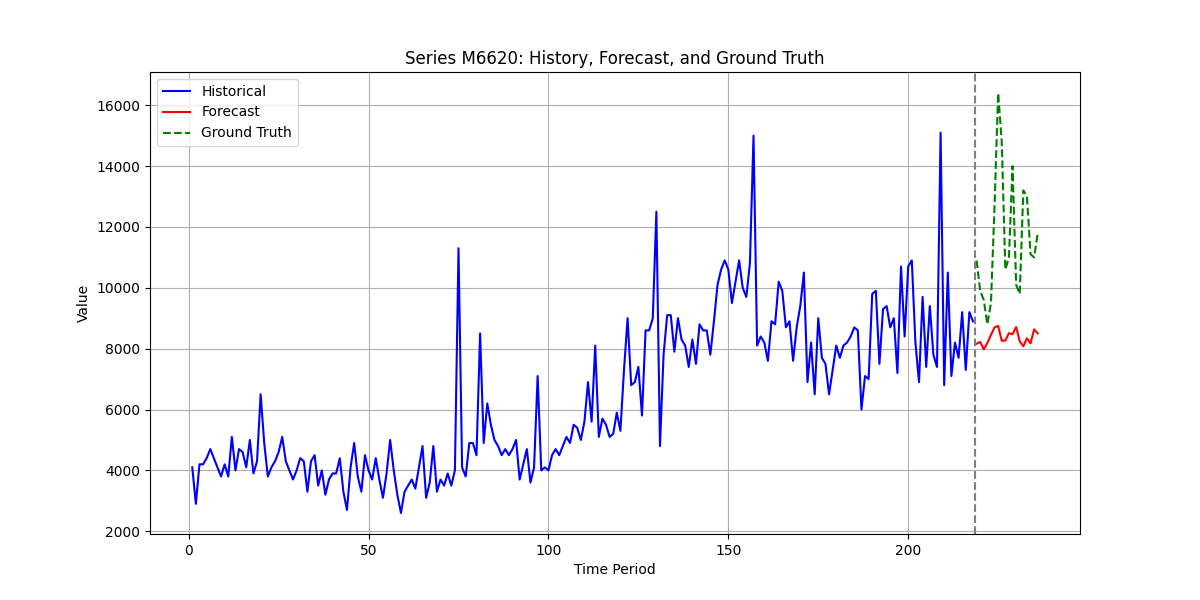 Series M6620: History, Forecast, and Ground Truth
Historical
Forecast
Ground Truth
16000
14000
12000
10000
8000
6000
4000
2000
Value
0
50
100
150
200
Time Period